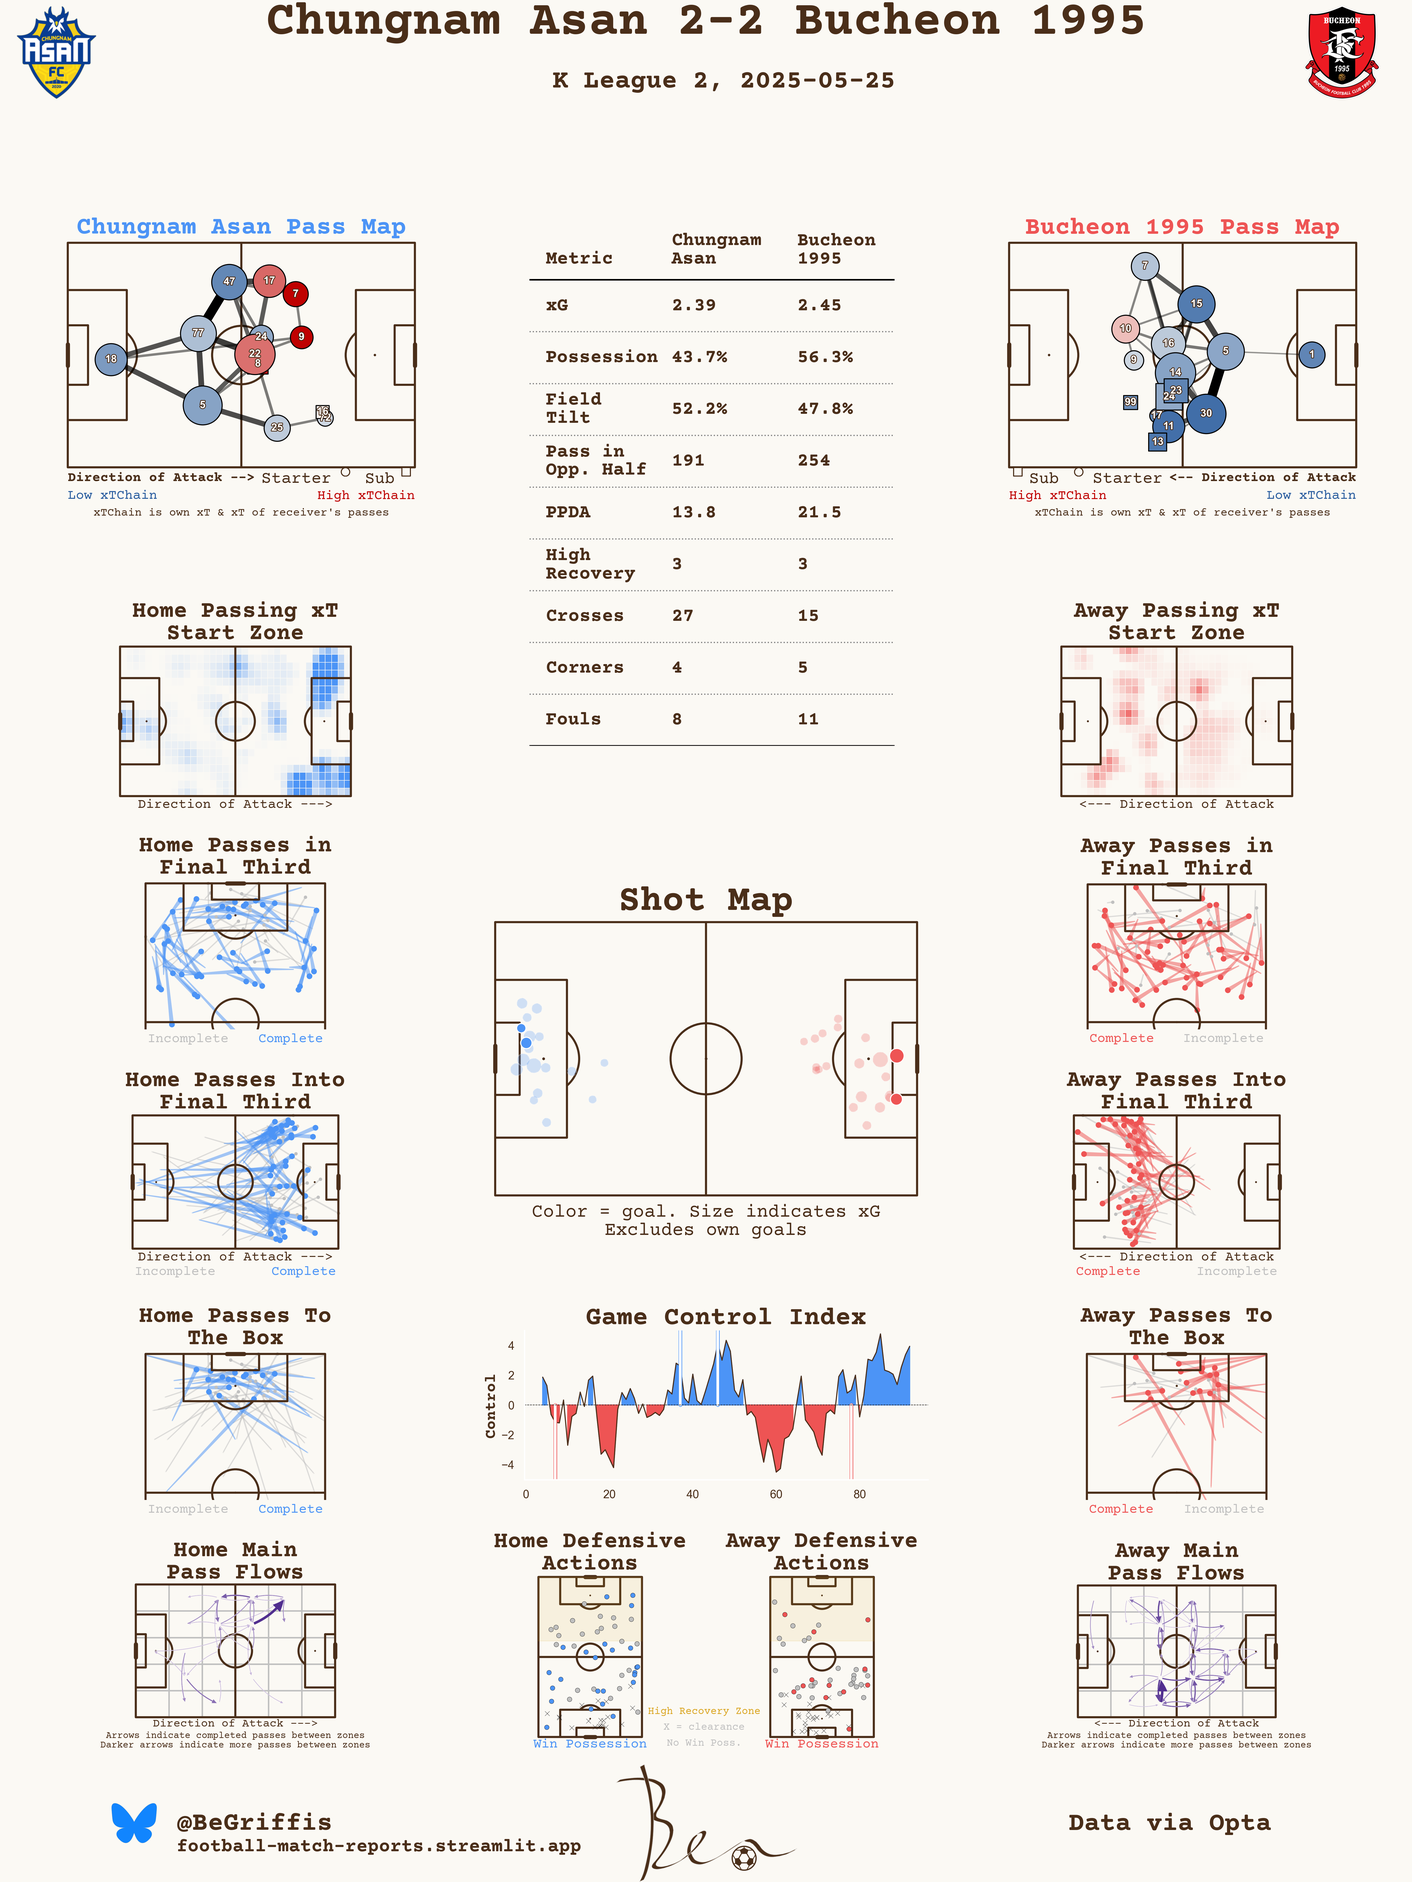 Chungnam Asan 2-2 Bucheon 1995
K League 2, 2025-05-25
CHUNGNAM
ASAN
FC
2020
BUCHEON
1995
BUCHEON FOOTBALL CLUB 1995
Chungnam Asan Pass Map
47
17
7
77
24
9
22
8
18
5
25
16
Direction of Attack --> Starter Sub
Low xTChain High xTChain
xTChain is own xT & xT of receiver's passes
Metric Chungnam Asan Bucheon 1995
xG 2.39 2.45
Possession 43.7% 56.3%
Field Tilt 52.2% 47.8%
Pass in Opp. Half 191 254
PPDA 13.8 21.5
High Recovery 3 3
Crosses 27 15
Corners 4 5
Fouls 8 11
Bucheon 1995 Pass Map
7
15
10
16
5
9
1
14
23
24
99
17
30
11
13
Sub Starter <-- Direction of Attack
High xTChain Low xTChain
xTChain is own xT & xT of receiver's passes
Home Passing xT
Start Zone
Direction of Attack --->
Away Passing xT
Start Zone
<--- Direction of Attack
Home Passes in
Final Third
Incomplete Complete
Away Passes in
Final Third
Complete Incomplete
Shot Map
Color = goal. Size indicates xG
Excludes own goals
Home Passes Into
Final Third
Direction of Attack --->
Incomplete Complete
Away Passes Into
Final Third
<--- Direction of Attack
Complete Incomplete
Home Passes To
The Box
Incomplete Complete
Game Control Index
Control
4
2
0
−2
−4
0 20 40 60 80
Away Passes To
The Box
Complete Incomplete
Home Main
Pass Flows
Direction of Attack --->
Arrows indicate completed passes between zones
Darker arrows indicate more passes between zones
Home Defensive
Actions
Win Possession
Away Defensive
Actions
Win Possession
High Recovery Zone
X = clearance
No Win Poss.
Away Main
Pass Flows
<--- Direction of Attack
Arrows indicate completed passes between zones
Darker arrows indicate more passes between zones
@BeGriffis
football-match-reports.streamlit.app
Ben
Data via Opta